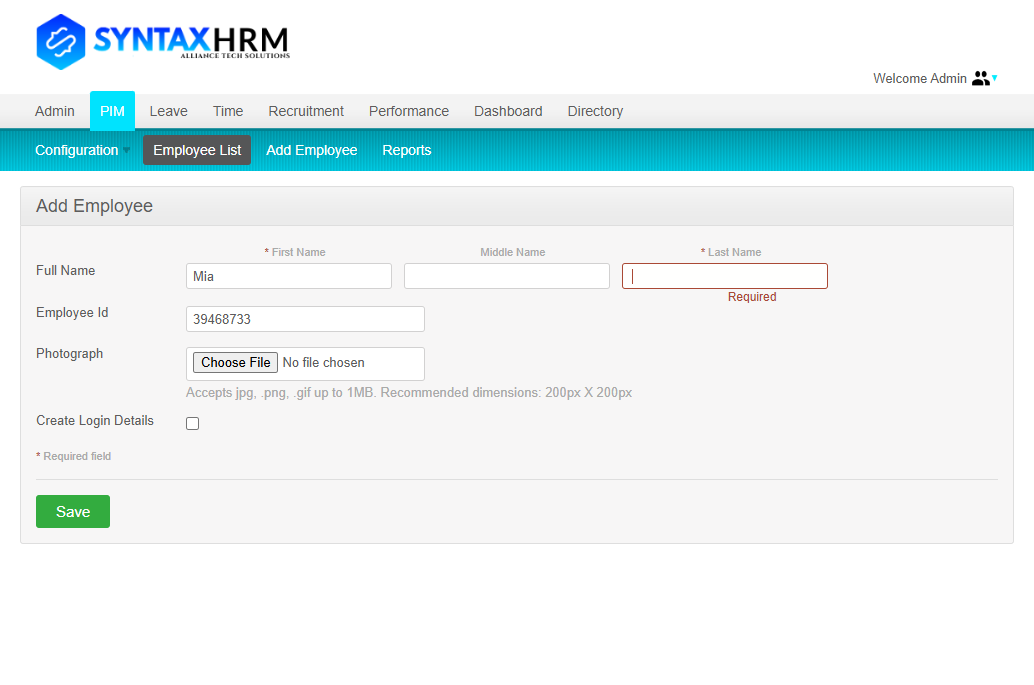 SYNTAXHRM
ALLIANCE TECH SOLUTIONS
Welcome Admin
Admin PIM Leave Time Recruitment Performance Dashboard Directory
Configuration Employee List Add Employee Reports
Add Employee
* First Name Middle Name * Last Name
Full Name Mia
Required
Employee Id 39468733
Photograph Choose File No file chosen
Accepts jpg, .png, .gif up to 1MB. Recommended dimensions: 200px X 200px
Create Login Details
* Required field
Save